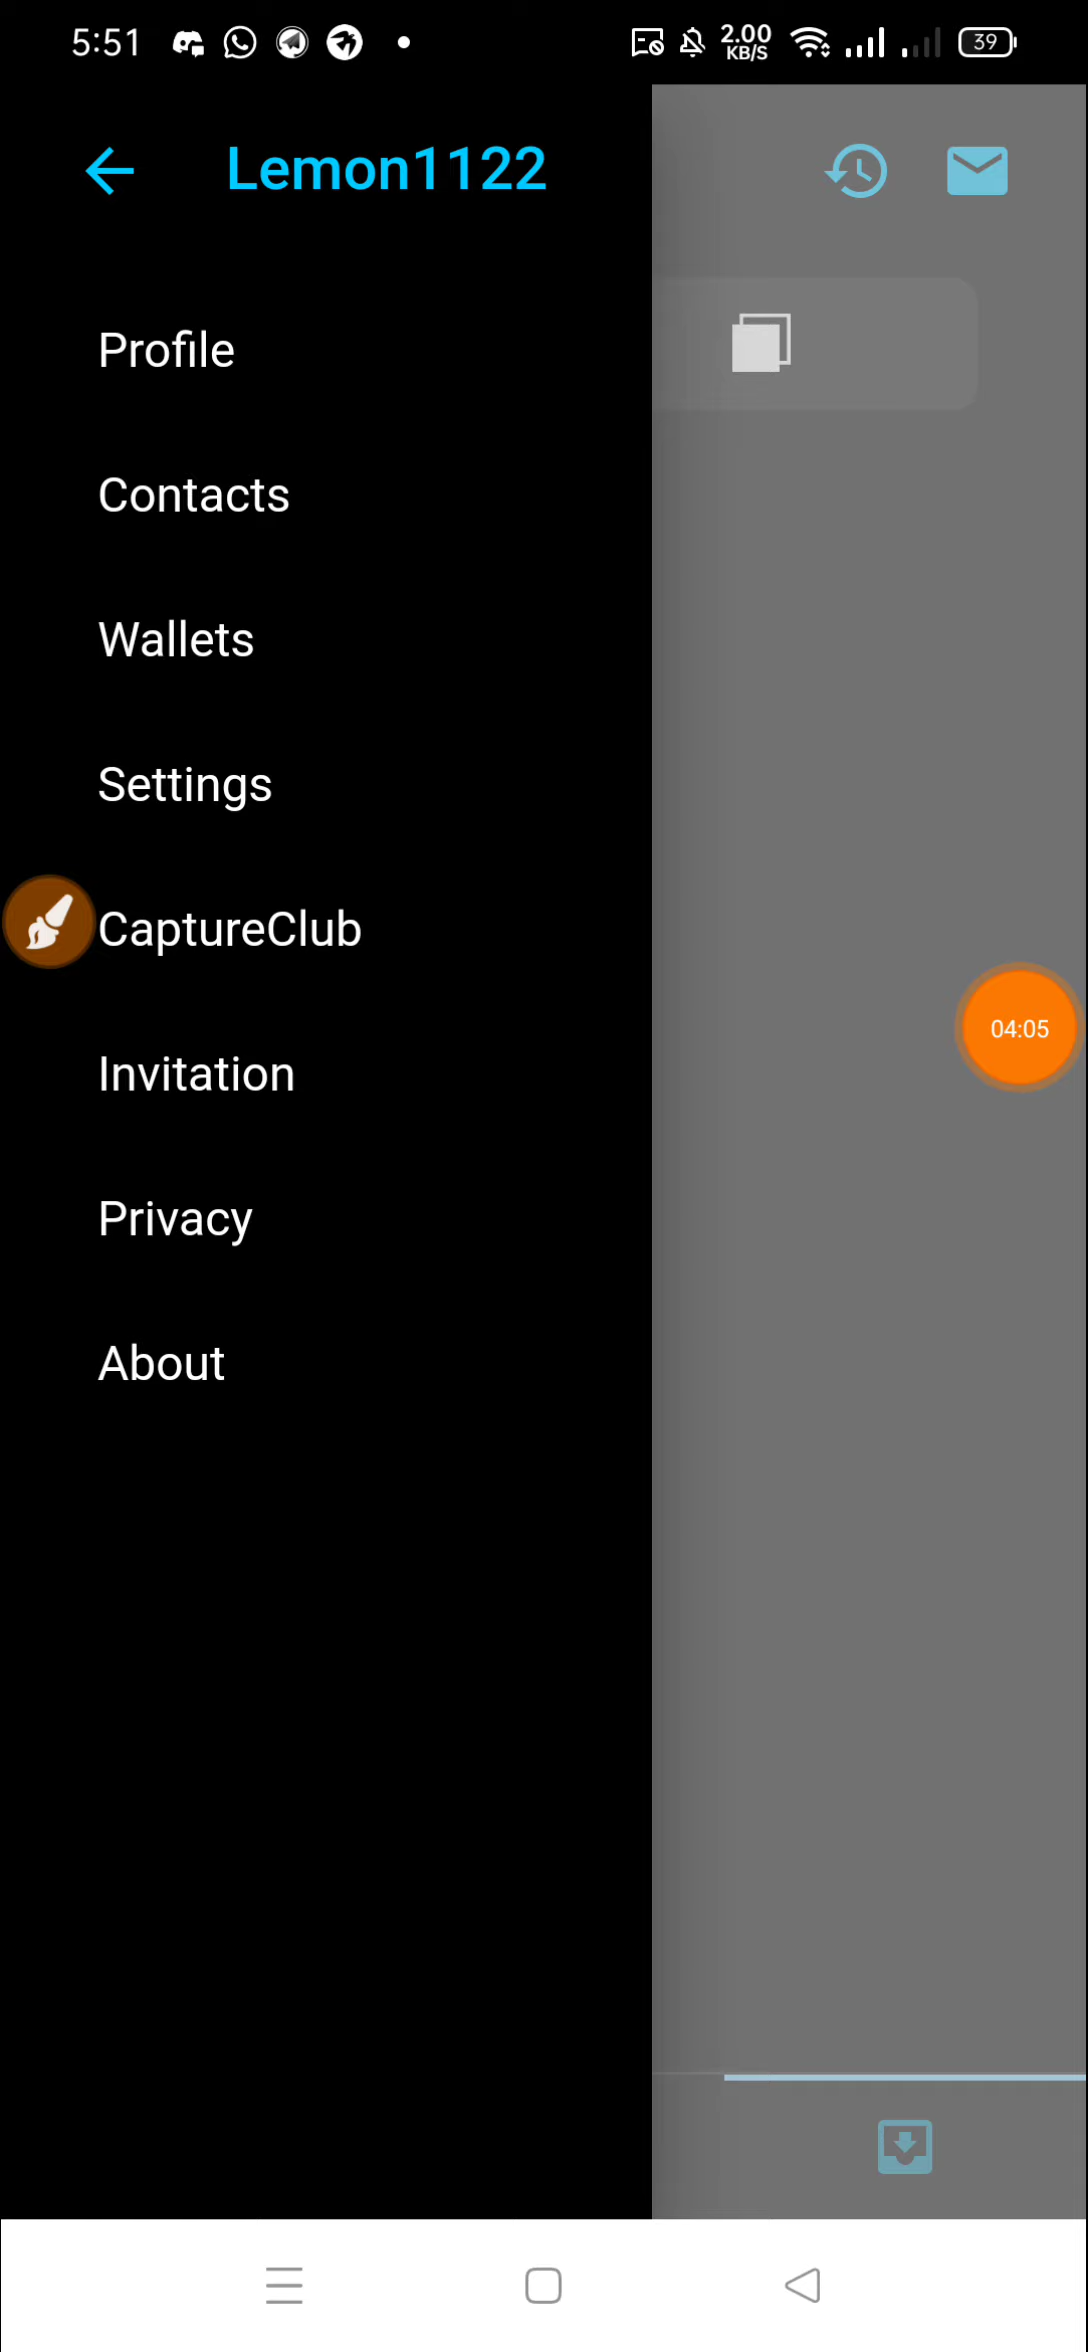 5:51
2.00
KB/S
39
Lemon1122
Profile
Contacts
Wallets
Settings
CaptureClub
04:05
Invitation
Privacy
About